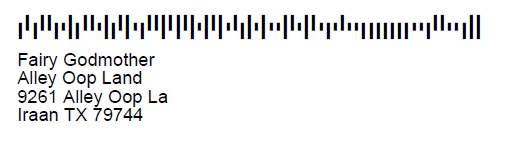 Fairy Godmother
Alley Oop Land
9261 Alley Oop La
Iraan TX 79744